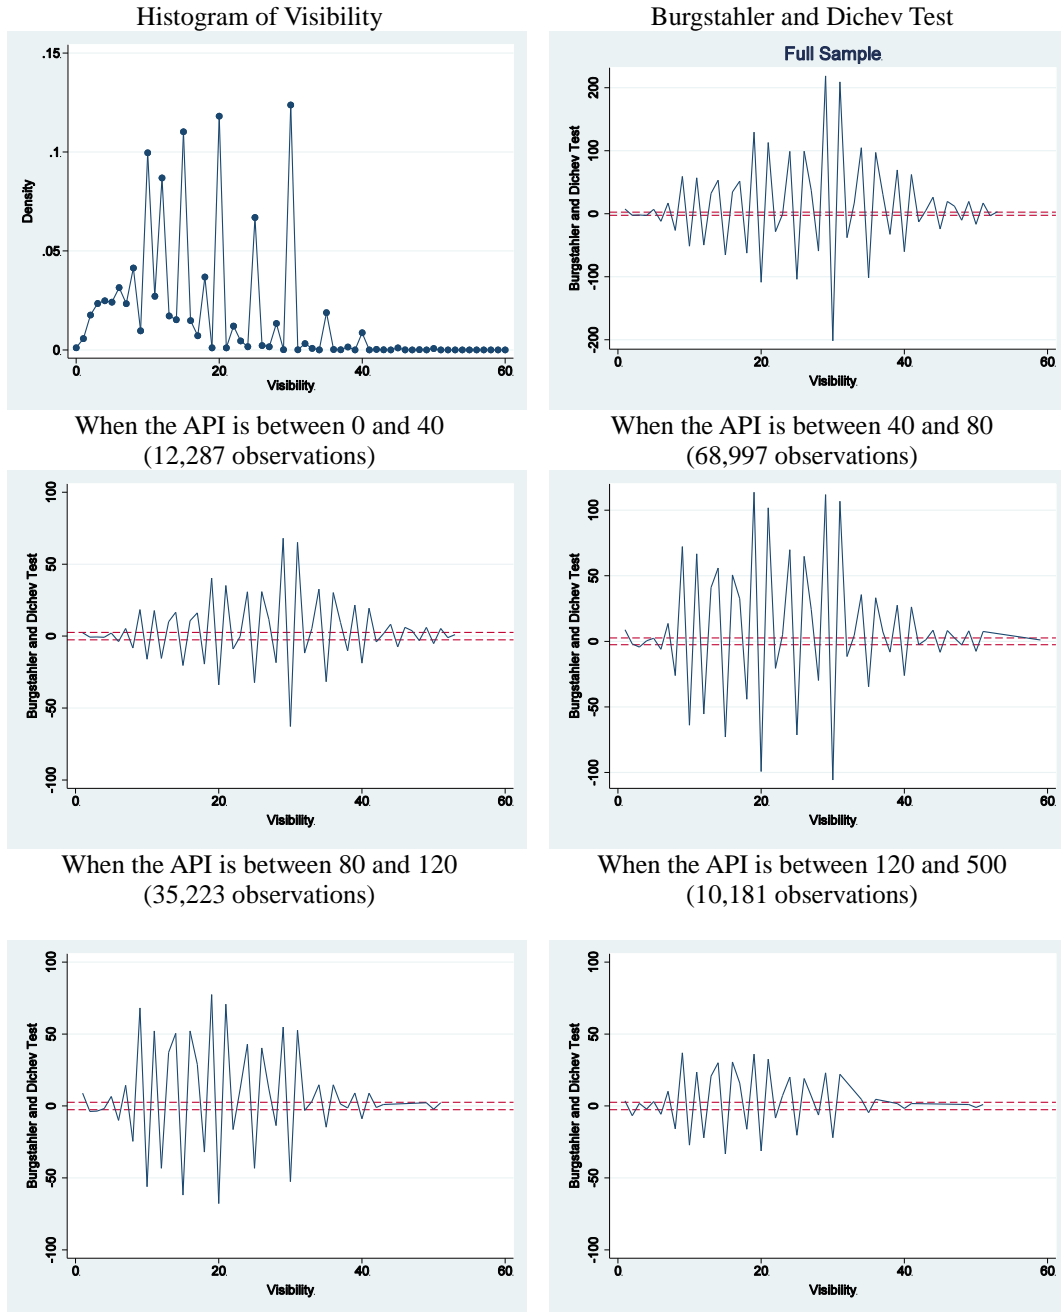 Histogram of Visibility
.15
.1
.05
0
Density
0
20
40
60
Visibility
Burgstahler and Dichev Test
Full Sample
200
100
0
-100
-200
Burgstahler and Dichev Test
0
20
40
60
Visibility
When the API is between 0 and 40
(12,287 observations)
100
50
0
-50
-100
Burgstahler and Dichev Test
0
20
40
60
Visibility
When the API is between 40 and 80
(68,997 observations)
100
50
0
-50
-100
Burgstahler and Dichev Test
0
20
40
60
Visibility
When the API is between 80 and 120
(35,223 observations)
100
50
0
-50
-100
Burgstahler and Dichev Test
0
20
40
60
Visibility
When the API is between 120 and 500
(10,181 observations)
100
50
0
-50
-100
Burgstahler and Dichev Test
0
20
40
60
Visibility